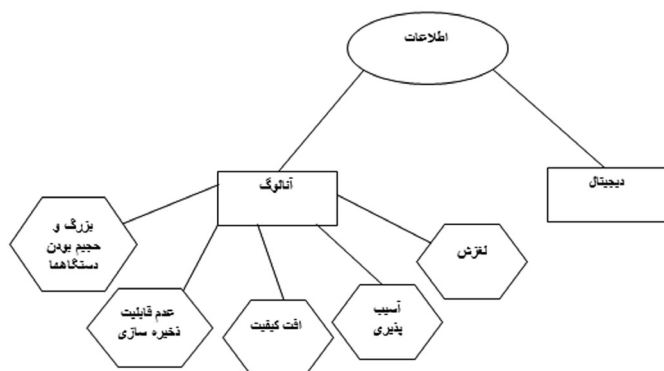 اطلاعات
دیجیتال
آنالوگ
لغزش
آسیب
پذیری
افت کیفیت
عدم قابلیت
ذخیره سازی
بزرگ و
حجیم بودن
دستگاهها